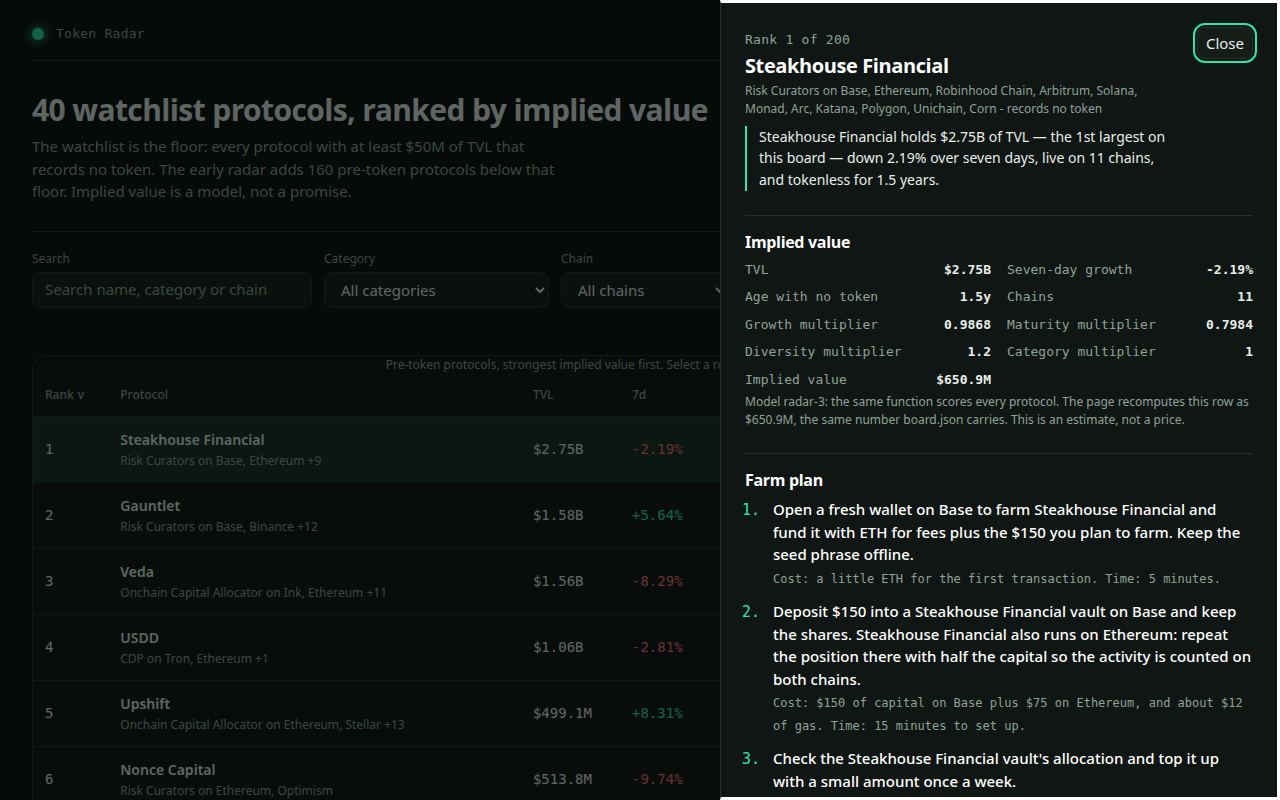 Token Radar
40 watchlist protocols, ranked by implied value
The watchlist is the floor: every protocol with at least $50M of TVL that
records no token. The early radar adds 160 pre-token protocols below that
floor. Implied value is a model, not a promise.
Search
Category
Chain
Search name, category or chain
All categories
All chains
Pre-token protocols, strongest implied value first. Select a
Rank v
Protocol
TVL
7d
1
Steakhouse Financial
Risk Curators on Base, Ethereum +9
$2.75B
-2.19%
2
Gauntlet
Risk Curators on Base, Binance +12
$1.58B
+5.64%
3
Veda
Onchain Capital Allocator on Ink, Ethereum +11
$1.56B
-8.29%
4
USDD
CDP on Tron, Ethereum +1
$1.06B
-2.81%
5
Upshift
Onchain Capital Allocator on Ethereum, Stellar +13
$499.1M
+8.31%
6
Nonce Capital
Risk Curators on Ethereum, Optimism
$513.8M
-9.74%
Rank 1 of 200
Close
Steakhouse Financial
Risk Curators on Base, Ethereum, Robinhood Chain, Arbitrum, Solana,
Monad, Arc, Katana, Polygon, Unichain, Corn - records no token
Steakhouse Financial holds $2.75B of TVL — the 1st largest on
this board — down 2.19% over seven days, live on 11 chains,
and tokenless for 1.5 years.
Implied value
TVL $2.75B Seven-day growth -2.19%
Age with no token 1.5y Chains 11
Growth multiplier 0.9868 Maturity multiplier 0.7984
Diversity multiplier 1.2 Category multiplier 1
Implied value $650.9M
Model radar-3: the same function scores every protocol. The page recomputes this row as
$650.9M, the same number board.json carries. This is an estimate, not a price.
Farm plan
1. Open a fresh wallet on Base to farm Steakhouse Financial and
fund it with ETH for fees plus the $150 you plan to farm. Keep the
seed phrase offline.
Cost: a little ETH for the first transaction. Time: 5 minutes.
2. Deposit $150 into a Steakhouse Financial vault on Base and keep
the shares. Steakhouse Financial also runs on Ethereum: repeat
the position there with half the capital so the activity is counted on
both chains.
Cost: $150 of capital on Base plus $75 on Ethereum, and about $12
of gas. Time: 15 minutes to set up.
3. Check the Steakhouse Financial vault's allocation and top it up
with a small amount once a week.